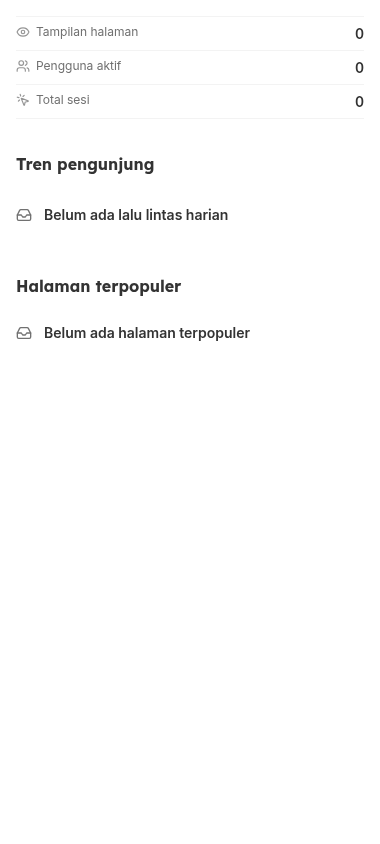 Tampilan halaman
0
Pengguna aktif
0
Total sesi
0
Tren pengunjung
Belum ada lalu lintas harian
Halaman terpopuler
Belum ada halaman terpopuler